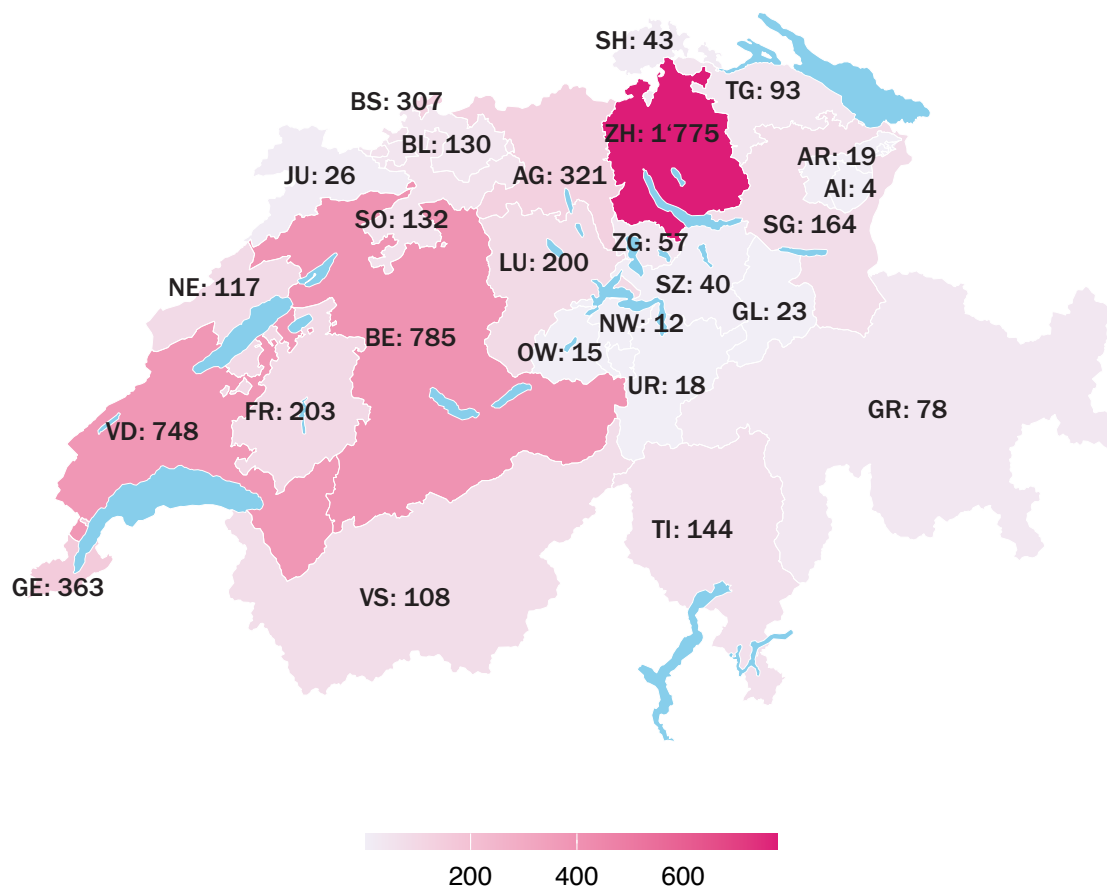 SH: 43
TG: 93
BS: 307
ZH: 1‘775
BL: 130
AR: 19
JU: 26
AG: 321
AI: 4
SO: 132
SG: 164
ZG: 57
LU: 200
NE: 117
SZ: 40
GL: 23
NW: 12
BE: 785
OW: 15
UR: 18
FR: 203
GR: 78
VD: 748
TI: 144
GE: 363
VS: 108
200 400 600